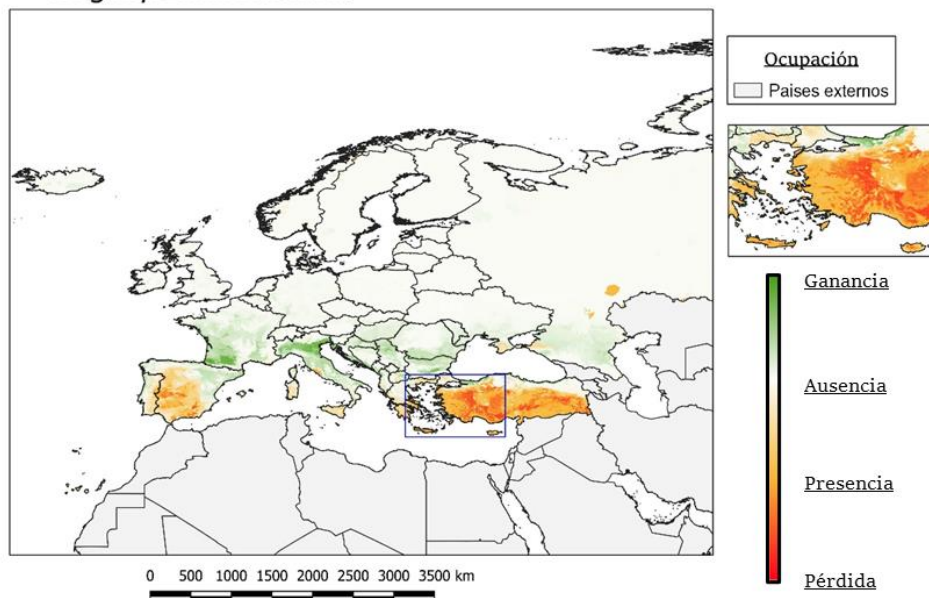 Ocupación
Paises externos
Ganancia
Ausencia
Presencia
Pérdida
0 500 1000 1500 2000 2500 3000 3500 km